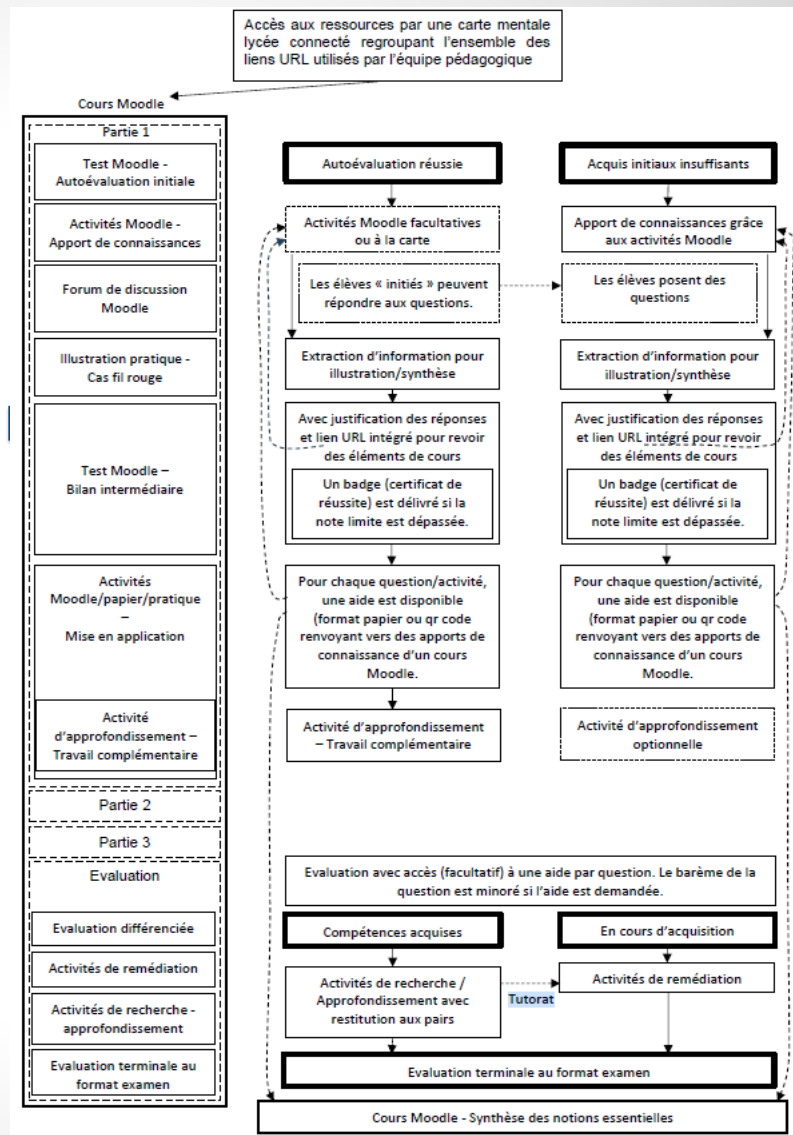 Accès aux ressources par une carte mentale
lycée connecté regroupant l'ensemble des
liens URL utilisés par l'équipe pédagogique
Cours Moodle
Partie 1
Test Moodle -
Autoévaluation initiale
Activités Moodle -
Apport de connaissances
Forum de discussion
Moodle
Illustration pratique -
Cas fil rouge
Test Moodle –
Bilan intermédiaire
Activités
Moodle/papier/pratique
–
Mise en application
Activité
d'approfondissement –
Travail complémentaire
Partie 2
Partie 3
Evaluation
Evaluation différenciée
Activités de remédiation
Activités de recherche -
approfondissement
Evaluation terminale au
format examen
Autoévaluation réussie
Activités Moodle facultatives
ou à la carte
Les élèves « initiés » peuvent
répondre aux questions.
Extraction d'information pour
illustration/synthèse
Avec justification des réponses
et lien URL intégré pour revoir
des éléments de cours
Un badge (certificat de
réussite) est délivré si la
note limite est dépassée.
Pour chaque question/activité,
une aide est disponible
(format papier ou qr code
renvoyant vers des apports de
connaissance d'un cours
Moodle.
Activité d'approfondissement
– Travail complémentaire
Acquis initiaux insuffisants
Apport de connaissances grâce
aux activités Moodle
Les élèves posent des
questions
Extraction d'information pour
illustration/synthèse
Avec justification des réponses
et lien URL intégré pour revoir
des éléments de cours
Un badge (certificat de
réussite) est délivré si la
note limite est dépassée.
Pour chaque question/activité,
une aide est disponible
(format papier ou qr code
renvoyant vers des apports de
connaissance d'un cours
Moodle.
Activité d'approfondissement
optionnelle
Evaluation avec accès (facultatif) à une aide par question. Le barème de la
question est minoré si l'aide est demandée.
Compétences acquises
En cours d'acquisition
Activités de recherche /
Approfondissement avec
restitution aux pairs
Tutorat
Activités de remédiation
Evaluation terminale au format examen
Cours Moodle - Synthèse des notions essentielles